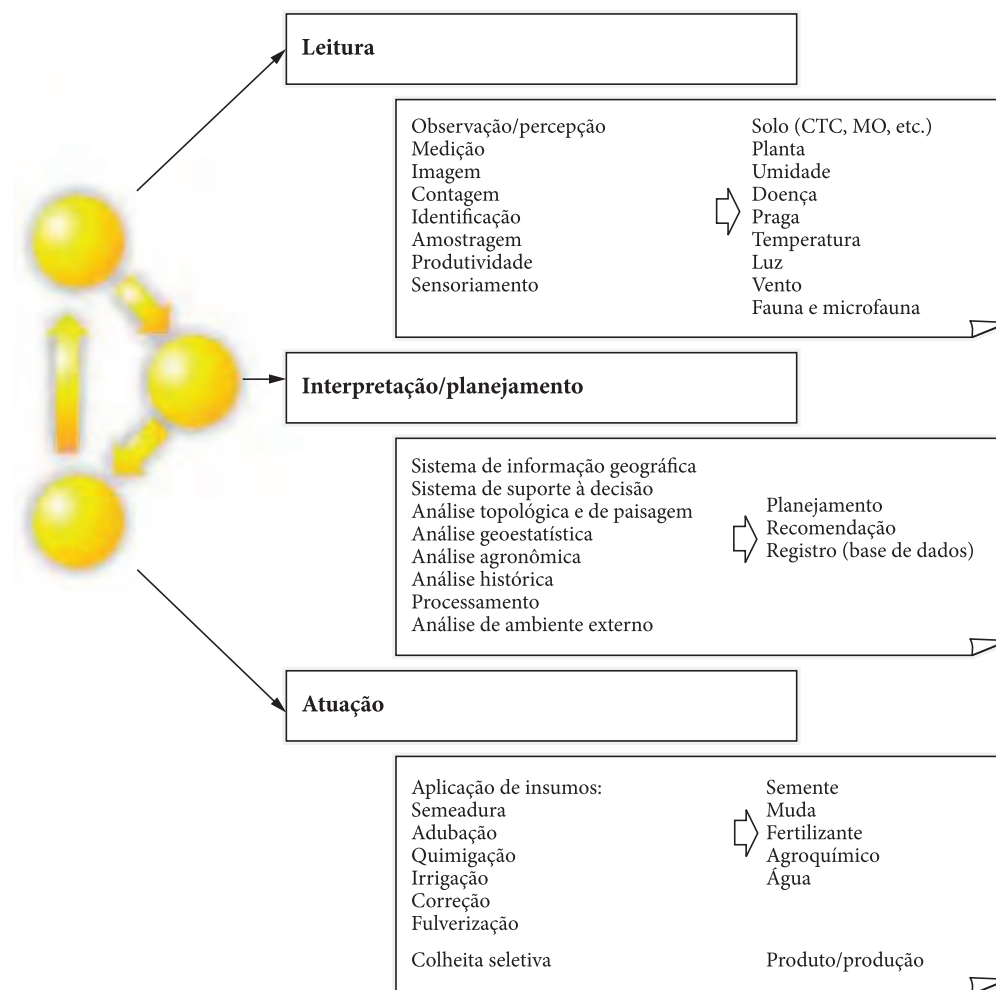 Leitura
Observação/percepção
Medição
Imagem
Contagem
Identificação
Amostragem
Produtividade
Sensoriamento
Solo (CTC, MO, etc.)
Planta
Umidade
Doença
Praga
Temperatura
Luz
Vento
Fauna e microfauna
Interpretação/planejamento
Sistema de informação geográfica
Sistema de suporte à decisão
Análise topológica e de paisagem
Análise geoestatística
Análise agronômica
Análise histórica
Processamento
Análise de ambiente externo
Planejamento
Recomendação
Registro (base de dados)
Atuação
Aplicação de insumos:
Semeadura
Adubação
Quimigação
Irrigação
Correção
Fulverização
Semente
Muda
Fertilizante
Agroquímico
Água
Colheita seletiva
Produto/produção